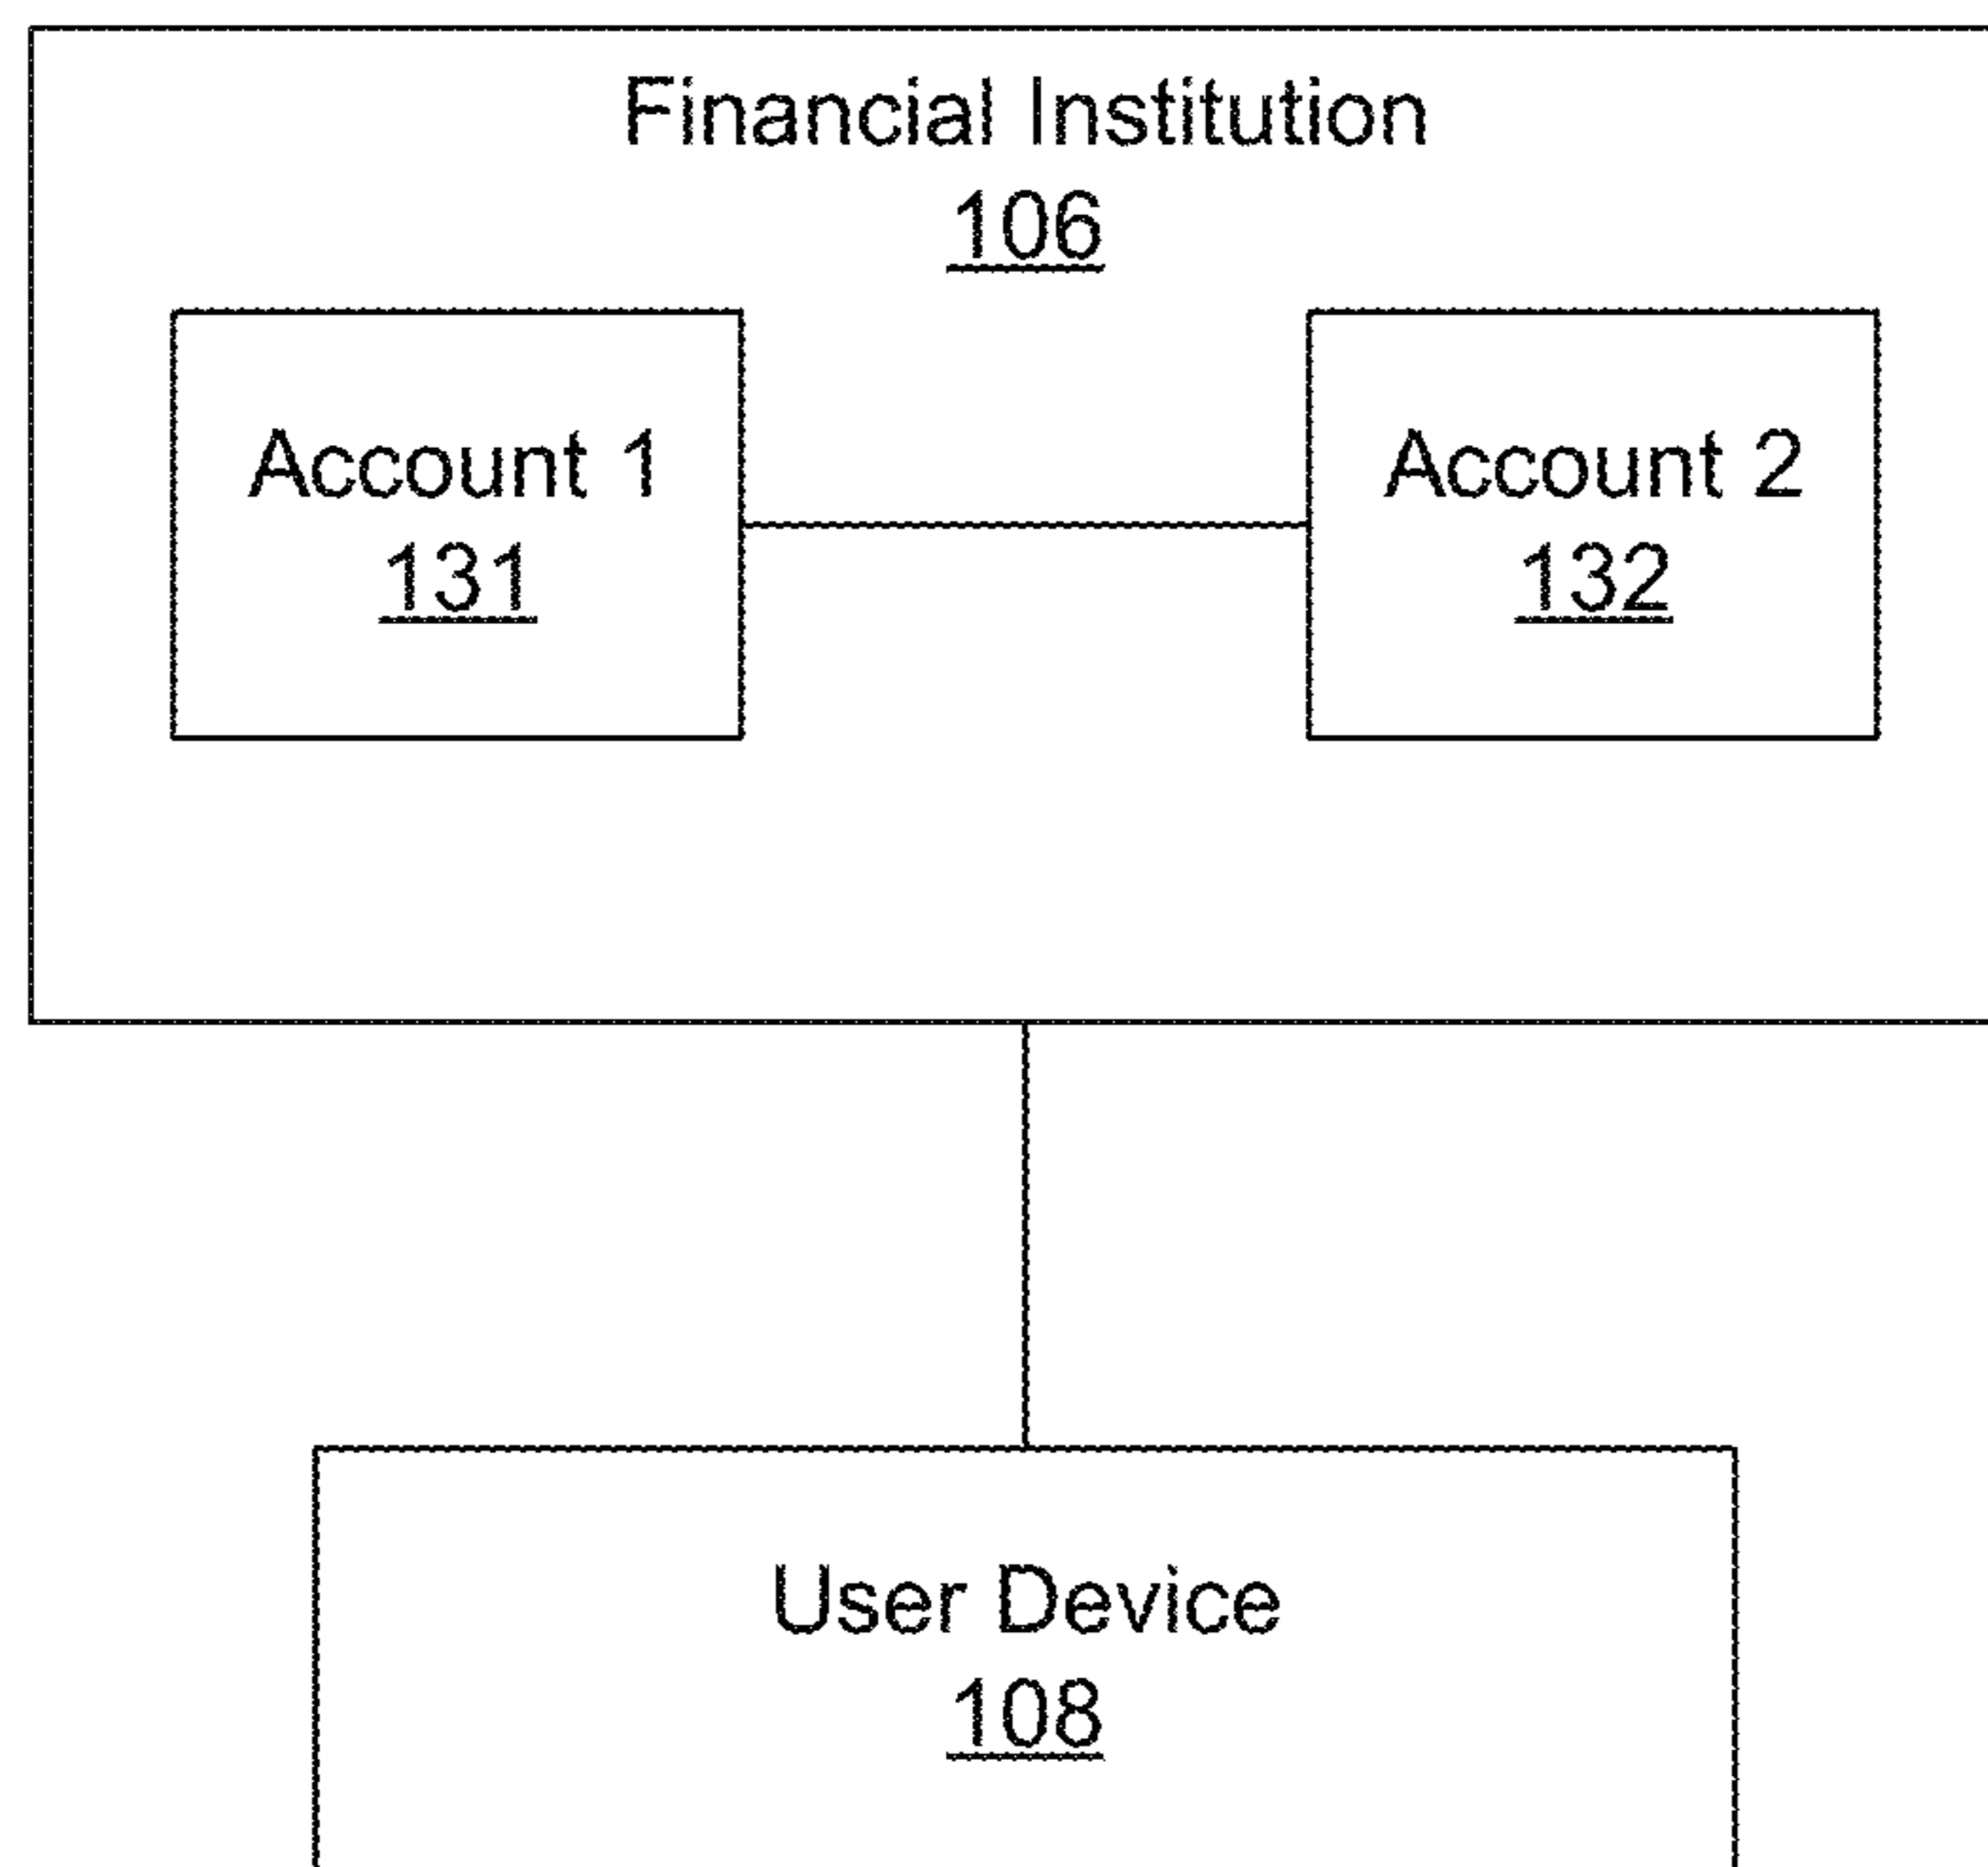 Financial Institution
106
Account 1
131
Account 2
132
User Device
108